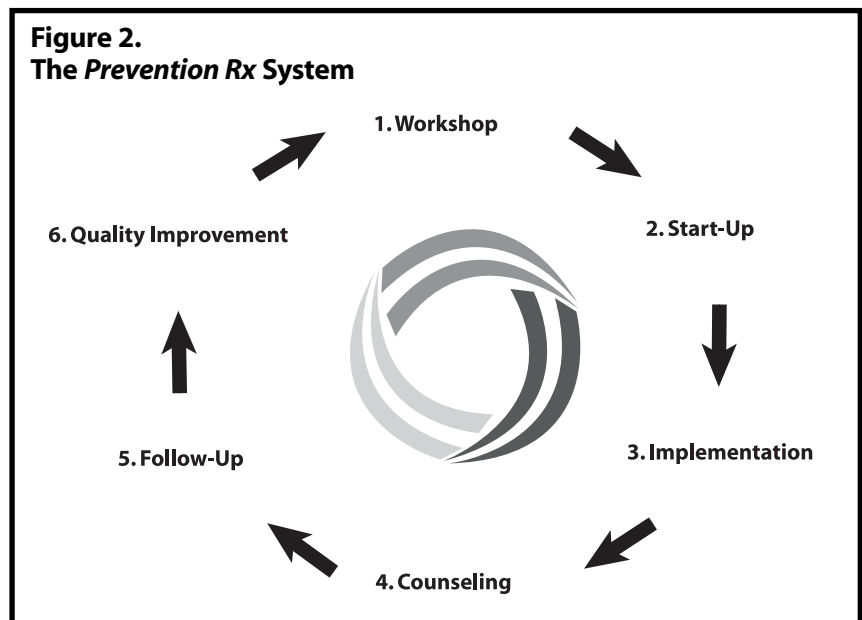 Figure 2.
The Prevention Rx System
1. Workshop
2. Start-Up
3. Implementation
4. Counseling
5. Follow-Up
6. Quality Improvement